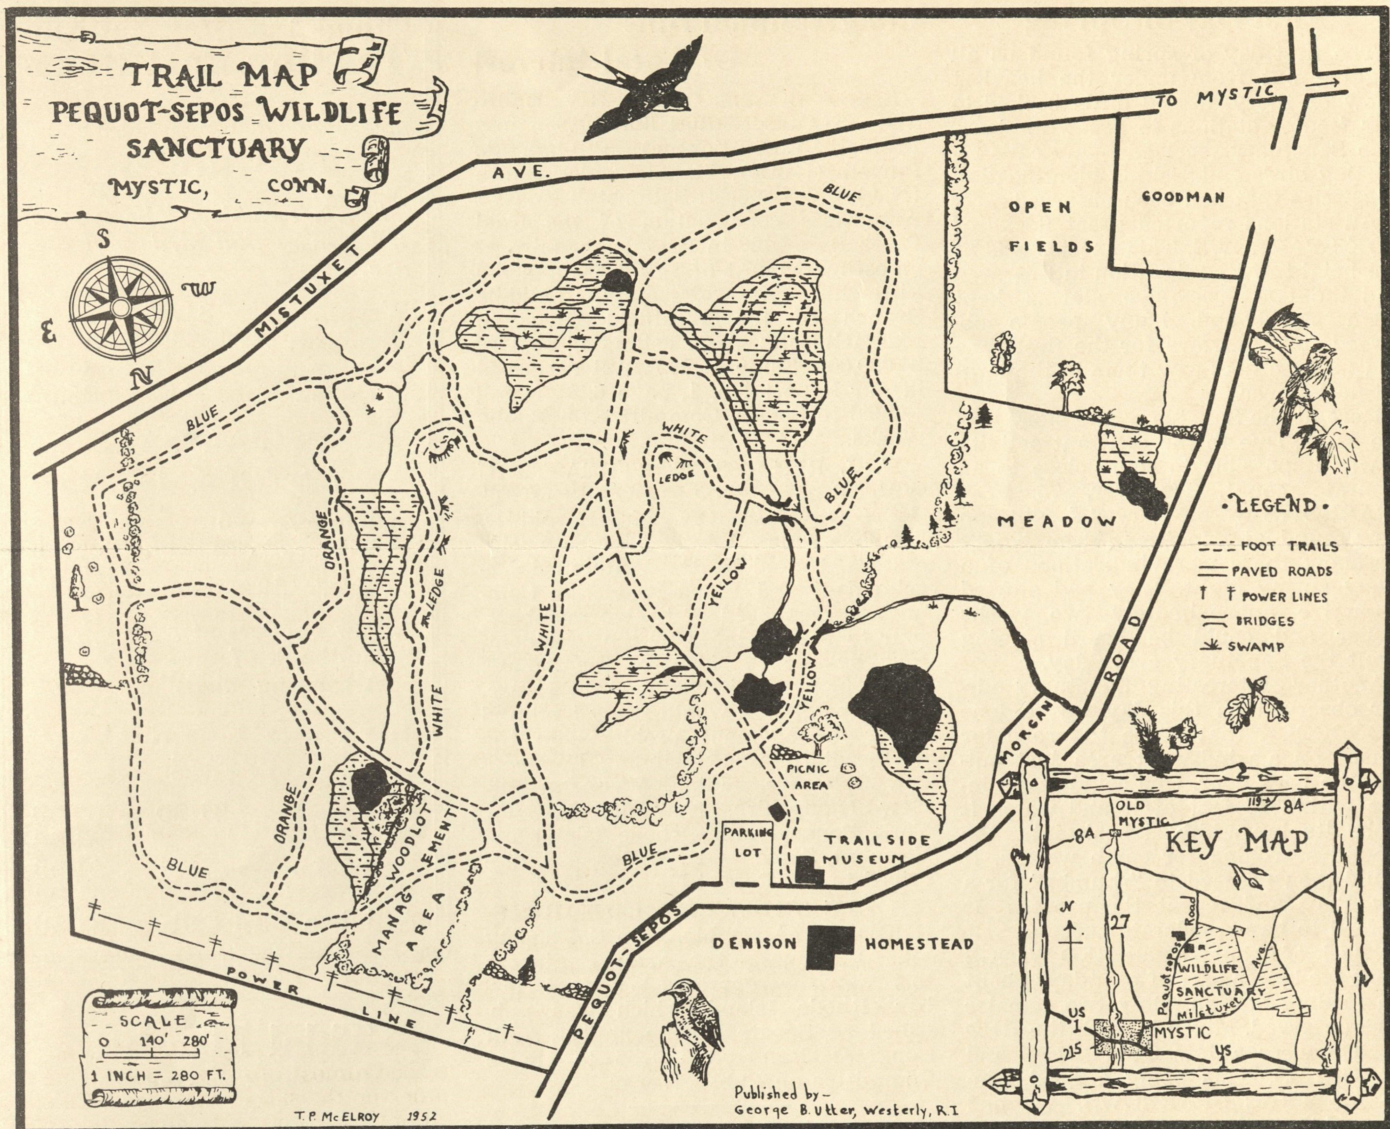 TRAIL MAP
PEQUOT-SEPOS WILDLIFE
SANCTUARY
MYSTIC, CONN.
S
W
E
N
MISTUXET
AVE.
TO MYSTIC
GOODMAN
OPEN
FIELDS
BLUE
BLUE
BLUE
WHITE
LEDGE
ORANGE
LEDGE
WHITE
WHITE
YELLOW
YELLOW
MEADOW
ROAD
MORGAN
PICNIC
AREA
ORANGE
BLUE
BLUE
WOODLOT
MANAGEMENT
AREA
PARKING
LOT
TRAILSIDE
MUSEUM
DENISON HOMESTEAD
PEQUOT-SEPOS
POWER LINE
LEGEND
FOOT TRAILS
PAVED ROADS
POWER LINES
BRIDGES
SWAMP
SCALE
0 140' 280'
1 INCH = 280 FT.
T.P. McELROY 1952
Published by-
George B. Utter, Westerly, R.I
KEY MAP
OLD
MYSTIC
84
84
N
27
Pequotsepos Road
WILDLIFE
SANCTUARY
Mistuxet Ave.
US
1
215
MYSTIC
US